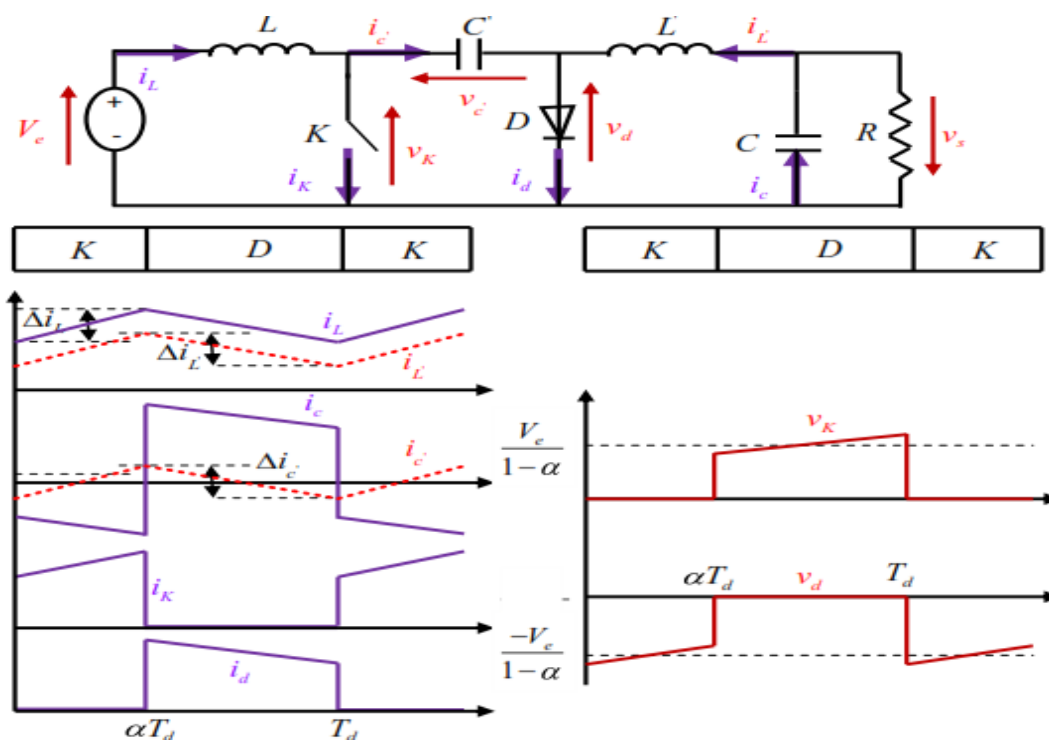 L i_c' C' L' i_L'
i_L v_c'
V_e + - K v_K D v_d C R v_s
i_K i_d i_c
K D K
K D K
Δi_L i_L
Δi_L' i_L'
i_c
Δi_c' i_c'
i_K
i_d
αT_d T_d
V_e/(1-α) v_K
αT_d v_d T_d
-V_e/(1-α)